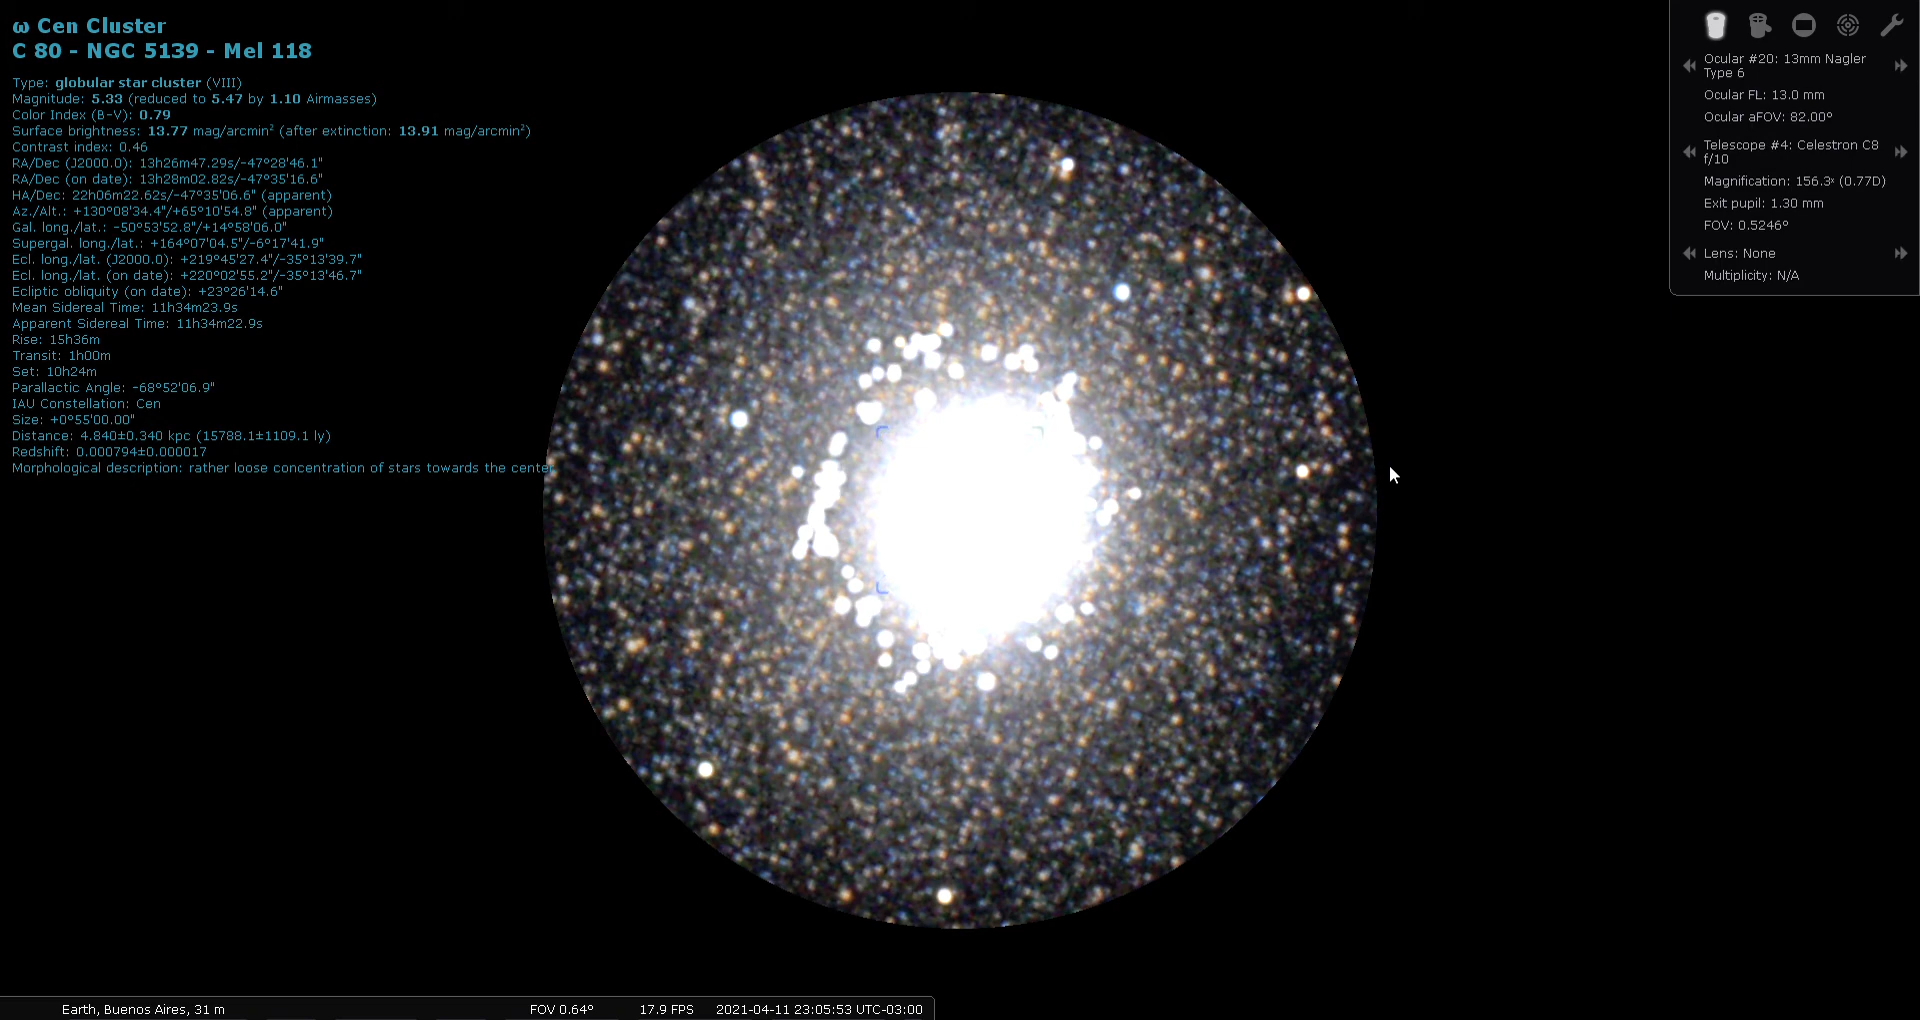 ω Cen Cluster
C 80 - NGC 5139 - Mel 118
Type: globular star cluster (VIII)
Magnitude: 5.33 (reduced to 5.47 by 1.10 Airmasses)
Color Index (B-V): 0.79
Surface brightness: 13.77 mag/arcmin² (after extinction: 13.91 mag/arcmin²)
Contrast index: 0.46
RA/Dec (J2000.0): 13h26m47.29s/-47°28'46.1"
RA/Dec (on date): 13h28m02.82s/-47°35'16.6"
HA/Dec: 22h06m22.62s/-47°35'06.6" (apparent)
Az./Alt.: +130°08'34.4"/+65°10'54.8" (apparent)
Gal. long./lat.: -50°53'52.8"/+14°58'06.0"
Supergal. long./lat.: +164°07'04.5"/-6°17'41.9"
Ecl. long./lat. (J2000.0): +219°45'27.4"/-35°13'39.7"
Ecl. long./lat. (on date): +220°02'55.2"/-35°13'46.7"
Ecliptic obliquity (on date): +23°26'14.6"
Mean Sidereal Time: 11h34m23.9s
Apparent Sidereal Time: 11h34m22.9s
Rise: 15h36m
Transit: 1h00m
Set: 10h24m
Parallactic Angle: -68°52'06.9"
IAU Constellation: Cen
Size: +0°55'00.00"
Distance: 4.840±0.340 kpc (15788.1±1109.1 ly)
Redshift: 0.000794±0.000017
Morphological description: rather loose concentration of stars towards the center
Ocular #20: 13mm Nagler
Type 6
Ocular FL: 13.0 mm
Ocular aFOV: 82.00°
Telescope #4: Celestron C8
f/10
Magnification: 156.3ˣ (0.77D)
Exit pupil: 1.30 mm
FOV: 0.5246°
Lens: None
Multiplicity: N/A
Earth, Buenos Aires, 31 m
FOV 0.64°
17.9 FPS
2021-04-11 23:05:53 UTC-03:00